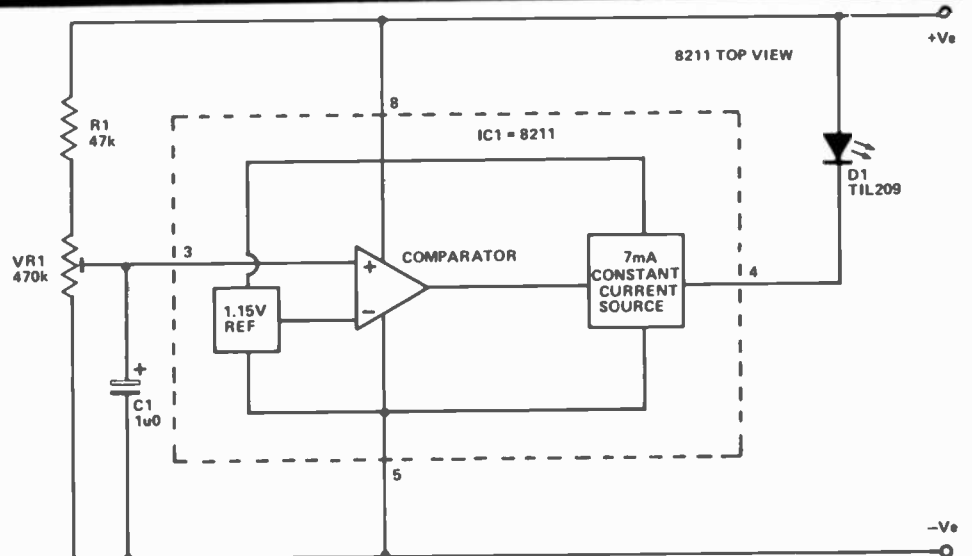 +Ve
8211 TOP VIEW
8
R1
47k
IC1 = 8211
D1
TIL209
VR1
470k
3
+
COMPARATOR
7mA
CONSTANT
CURRENT
SOURCE
4
1.15V
REF
−
+
C1
1u0
5
−Ve